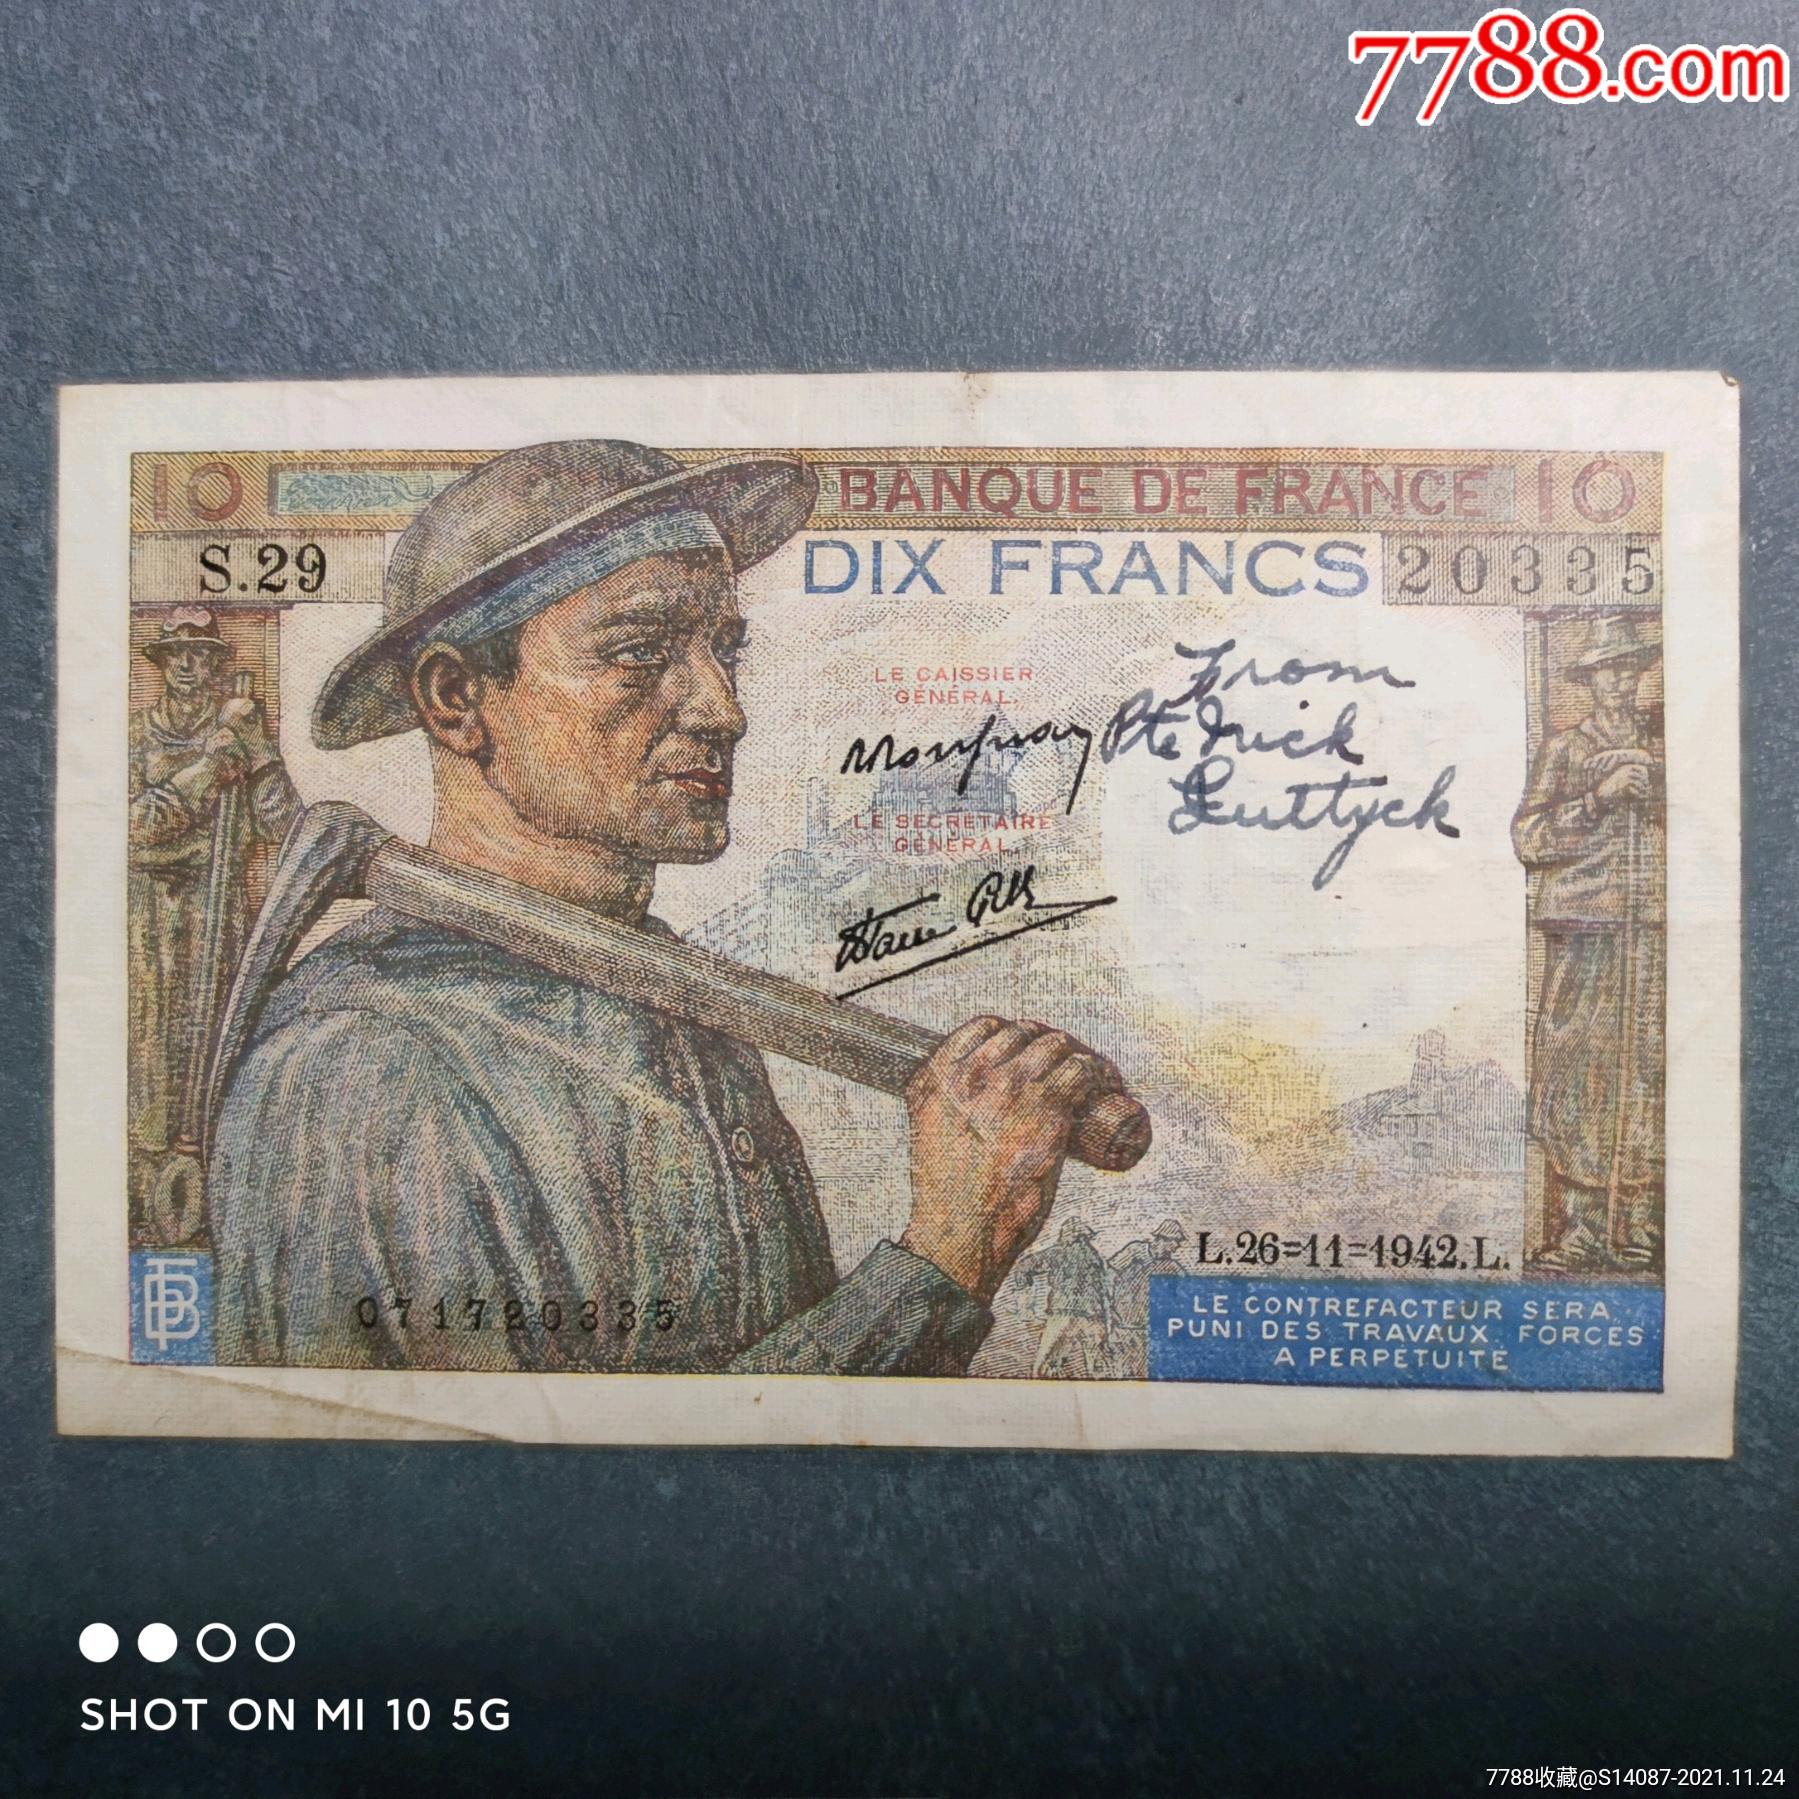 7788.com
10
BANQUE DE FRANCE
10
S.29
DIX FRANCS
20335
LE CAISSIER
GÉNÉRAL.
From
Pte Nick
Luttyck
LE SECRÉTAIRE
GÉNÉRAL.
L.26=11=1942.L.
071720335
LE CONTREFACTEUR SERA
PUNI DES TRAVAUX FORCÉS
A PERPÉTUITÉ
SHOT ON MI 10 5G
7788收藏@S14087-2021.11.24